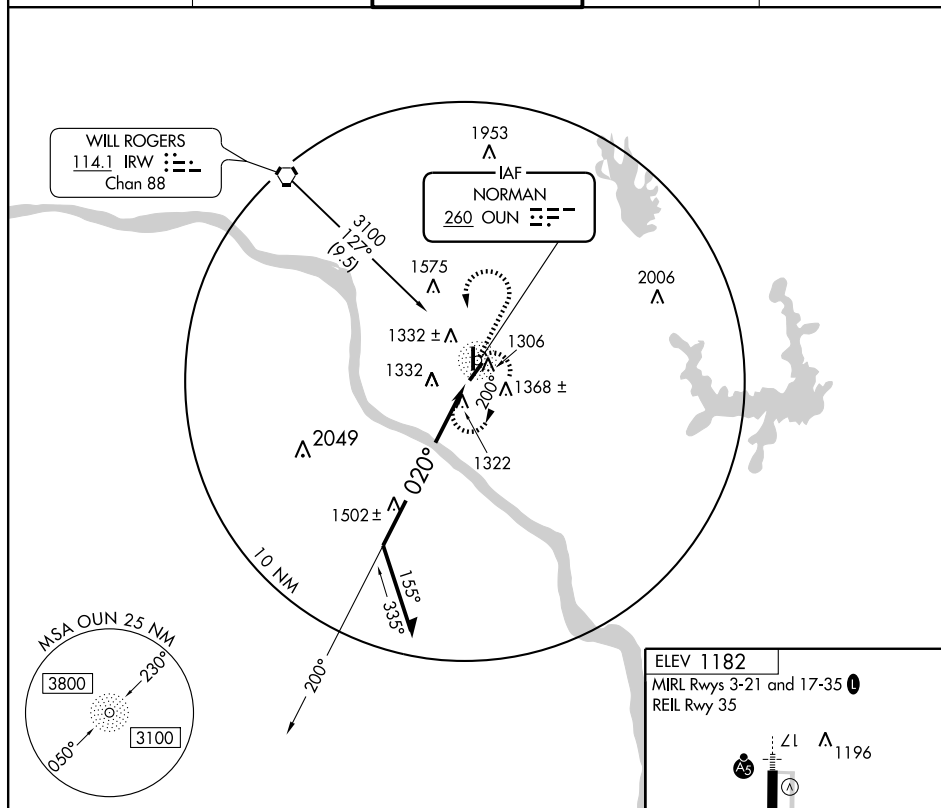 WILL ROGERS
114.1 IRW
Chan 88
1953
IAF
NORMAN
260 OUN
3100
127°
(9.5)
1575
2006
1332 ±
1306
1332
200°
1368 ±
2049
1322
020°
1502 ±
10 NM
155°
335°
200°
MSA OUN 25 NM
3800
230°
3100
050°
ELEV 1182
MIRL Rwys 3-21 and 17-35 L
REIL Rwy 35
17
1196
A5